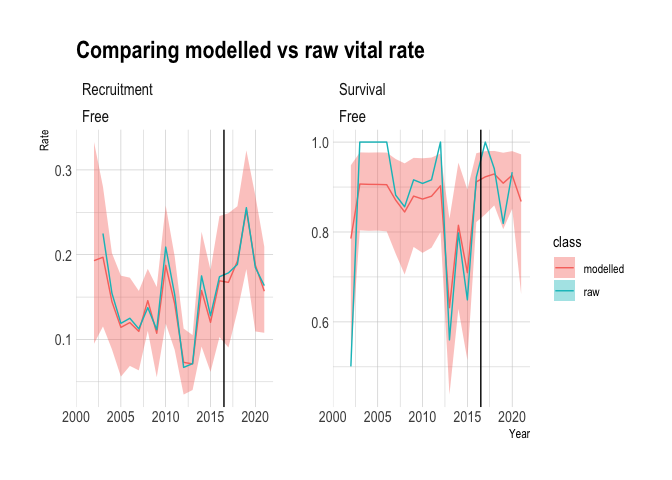 Comparing modelled vs raw vital rate
Recruitment
Survival
Free
Free
Rate
0.3
0.2
0.1
1.0
0.8
0.6
2000 2005 2010 2015 2020
2000 2005 2010 2015 2020
Year
class
modelled
raw